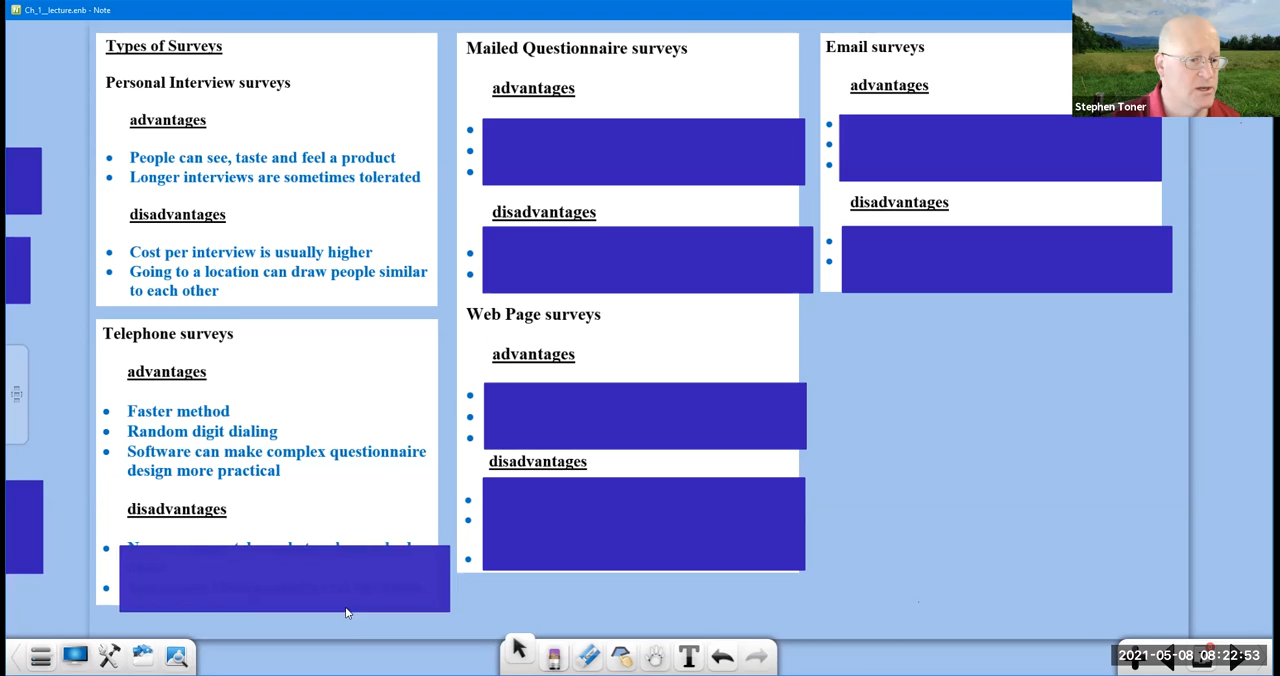 Ch_1__lecture.enb - Note
Types of Surveys
Personal Interview surveys
advantages
• People can see, taste and feel a product
• Longer interviews are sometimes tolerated
disadvantages
• Cost per interview is usually higher
• Going to a location can draw people similar
to each other
Telephone surveys
advantages
• Faster method
• Random digit dialing
• Software can make complex questionnaire
design more practical
disadvantages
Mailed Questionnaire surveys
advantages
disadvantages
Web Page surveys
advantages
disadvantages
Email surveys
advantages
disadvantages
Stephen Toner
T
2021-05-08 08:22:53